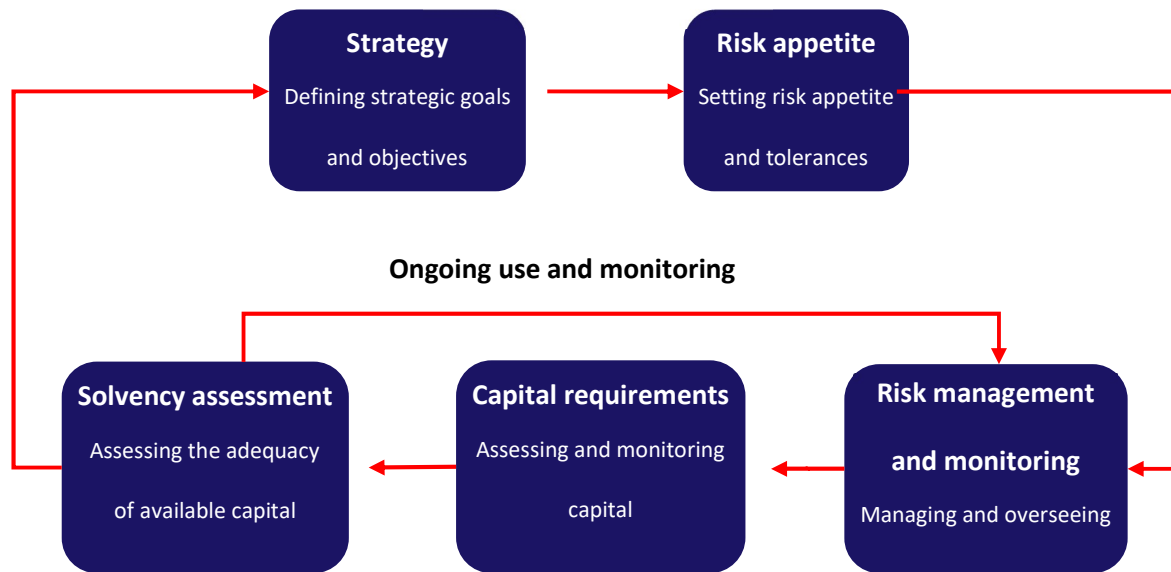 Strategy
Defining strategic goals
and objectives
Risk appetite
Setting risk appetite
and tolerances
Ongoing use and monitoring
Solvency assessment
Assessing the adequacy
of available capital
Capital requirements
Assessing and monitoring
capital
Risk management
and monitoring
Managing and overseeing